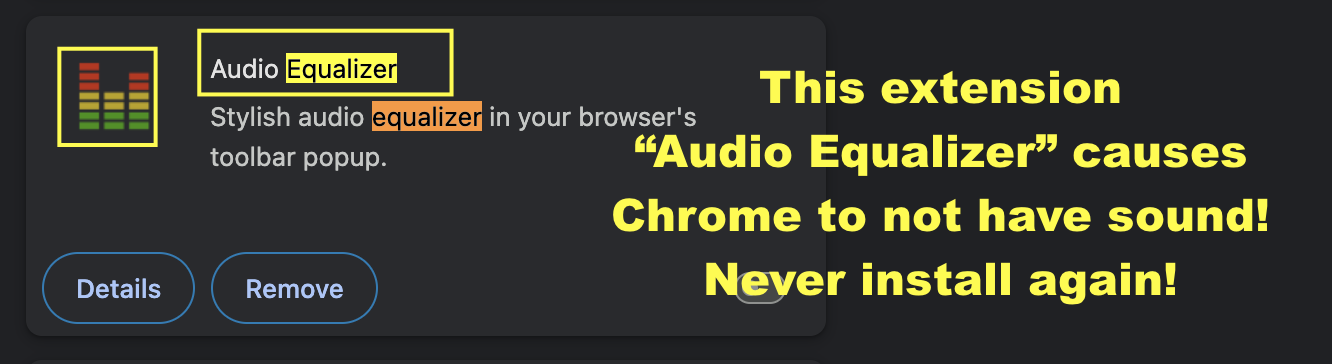 Audio Equalizer
Stylish audio equalizer in your browser's
toolbar popup.
Details
Remove
This extension
“Audio Equalizer” causes
Chrome to not have sound!
Never install again!